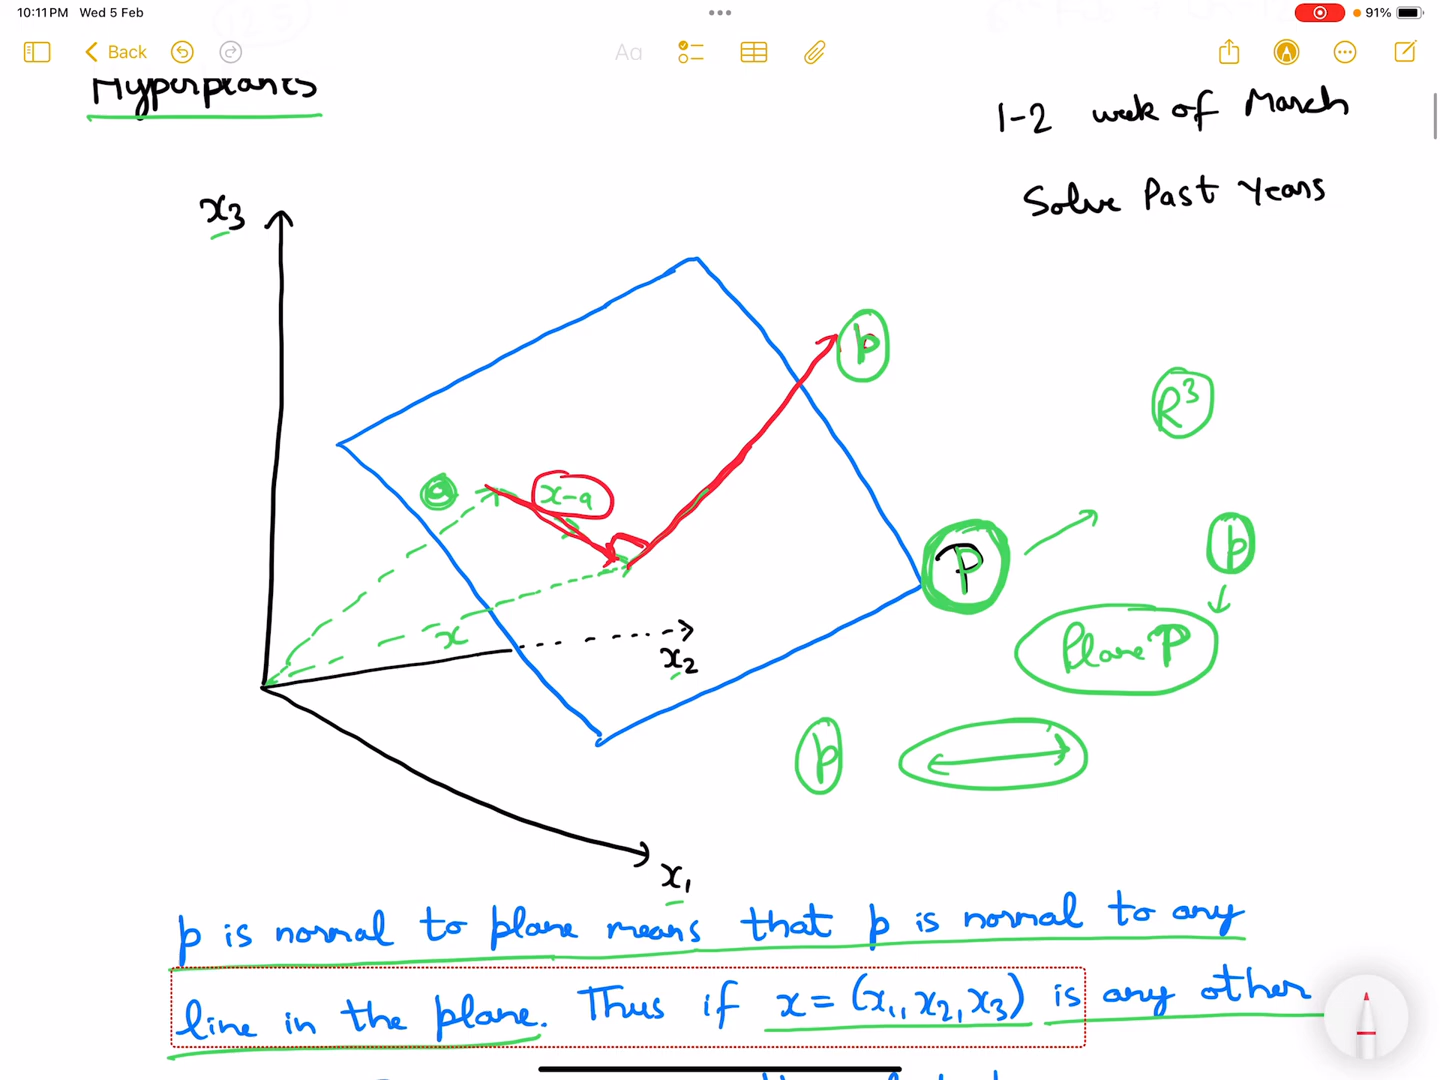 10:11 PM Wed 5 Feb
91%
Back
Aa
Hyperplanes
1-2 week of March
Solve Past Years
x3
p
R³
a
x-a
P
p
x
x2
Plane P
p
x1
p is normal to plane means that p is normal to any
line in the plane. Thus if x = (x1, x2, x3) is any other